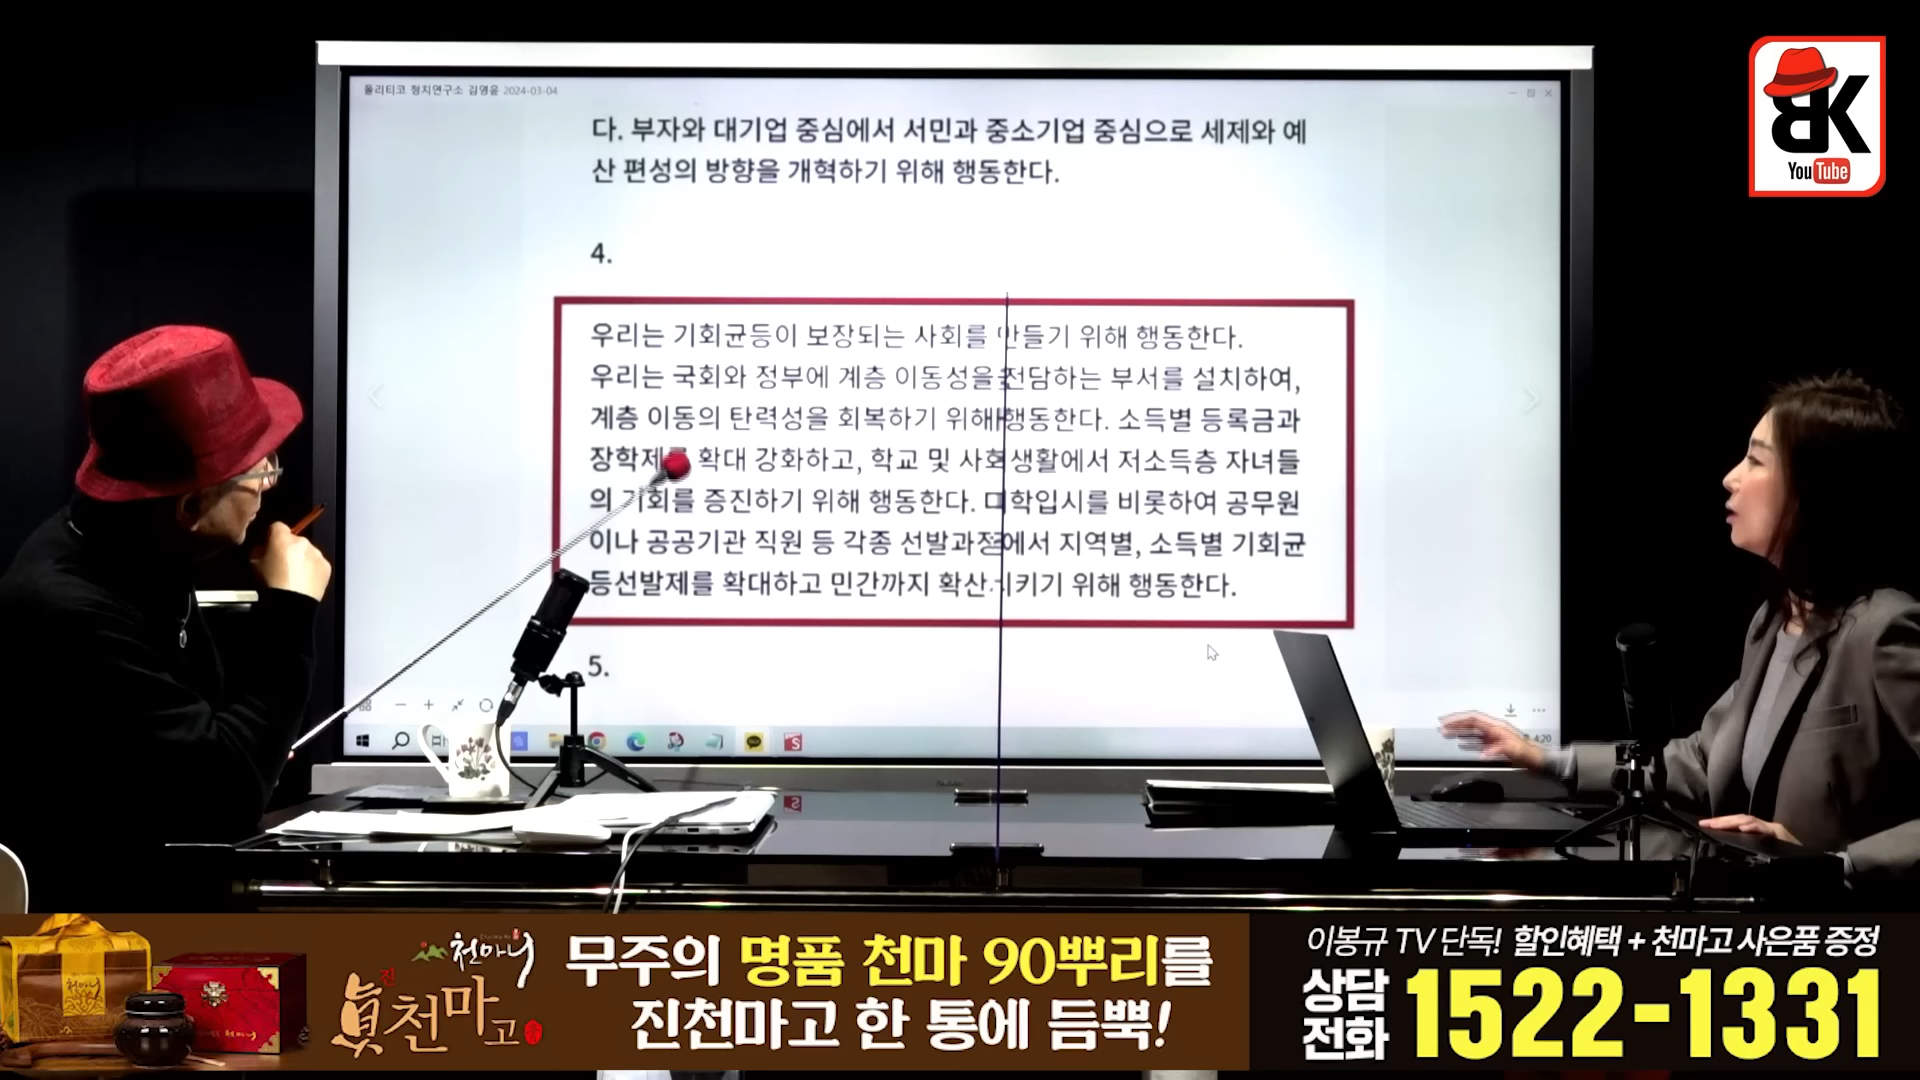 폴리티코 정치연구소 김영윤 2024-03-04
BK
YouTube
다. 부자와 대기업 중심에서 서민과 중소기업 중심으로 세제와 예
산 편성의 방향을 개혁하기 위해 행동한다.
4.
우리는 기회균등이 보장되는 사회를 만들기 위해 행동한다.
우리는 국회와 정부에 계층 이동성을 전담하는 부서를 설치하여,
계층 이동의 탄력성을 회복하기 위해 행동한다. 소득별 등록금과
장학제를 확대 강화하고, 학교 및 사회생활에서 저소득층 자녀들
의 기회를 증진하기 위해 행동한다. 대학입시를 비롯하여 공무원
이나 공공기관 직원 등 각종 선발과정에서 지역별, 소득별 기회균
등선발제를 확대하고 민간까지 확산시키기 위해 행동한다.
5.
4:20
천마니
진
眞천마고
무주의 명품 천마 90뿌리를
진천마고 한 통에 듬뿍!
이봉규 TV 단독! 할인혜택 + 천마고 사은품 증정
상담
전화
1522-1331